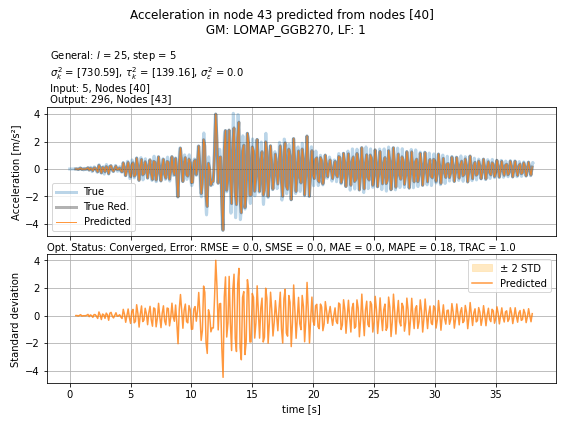 Acceleration in node 43 predicted from nodes [40]
GM: LOMAP_GGB270, LF: 1
General: l = 25, step = 5
σ²ₖ = [730.59], τ²ₖ = [139.16], σ²ₑ = 0.0
Input: 5, Nodes [40]
Output: 296, Nodes [43]
4
2
0
−2
−4
Acceleration [m/s²]
True
True Red.
Predicted
Opt. Status: Converged, Error: RMSE = 0.0, SMSE = 0.0, MAE = 0.0, MAPE = 0.18, TRAC = 1.0
4
2
0
−2
−4
Standard deviation
± 2 STD
Predicted
0 5 10 15 20 25 30 35
time [s]